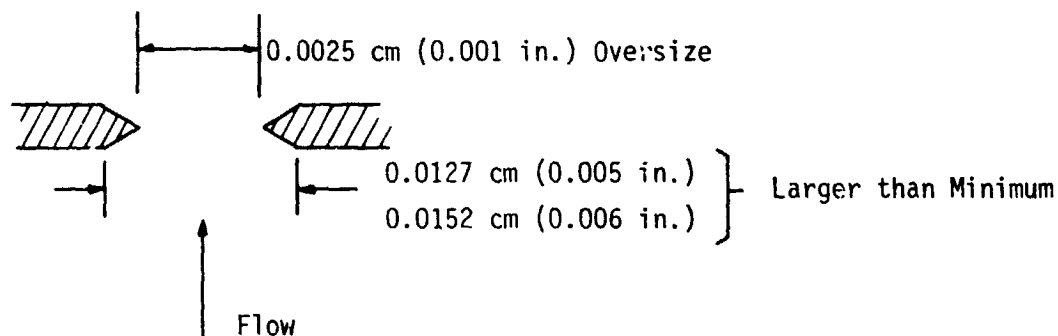 0.0025 cm (0.001 in.) Oversize
0.0127 cm (0.005 in.)
0.0152 cm (0.006 in.)
Larger than Minimum
Flow